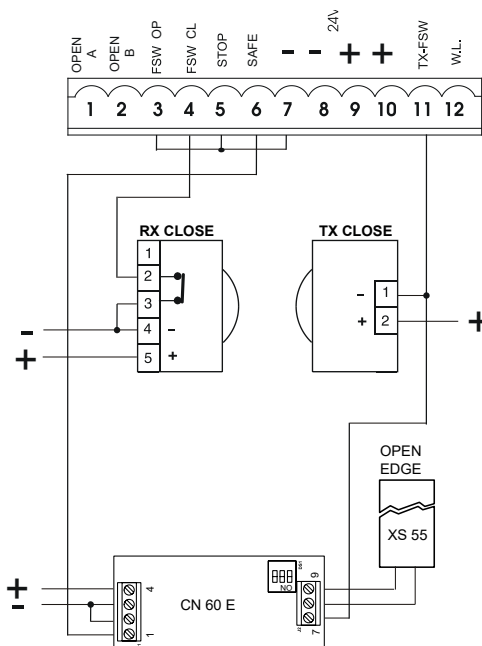 OPEN A
OPEN B
FSW OP
FSW CL
STOP
SAFE
-
-
24V
+
+
TX-FSW
W.L.
1 2 3 4 5 6 7 8 9 10 11 12
RX CLOSE
1
2
3
4 -
5 +
-
+
TX CLOSE
- 1
+ 2
+
OPEN
EDGE
XS 55
+
-
4
1
CN 60 E
ON
9
7